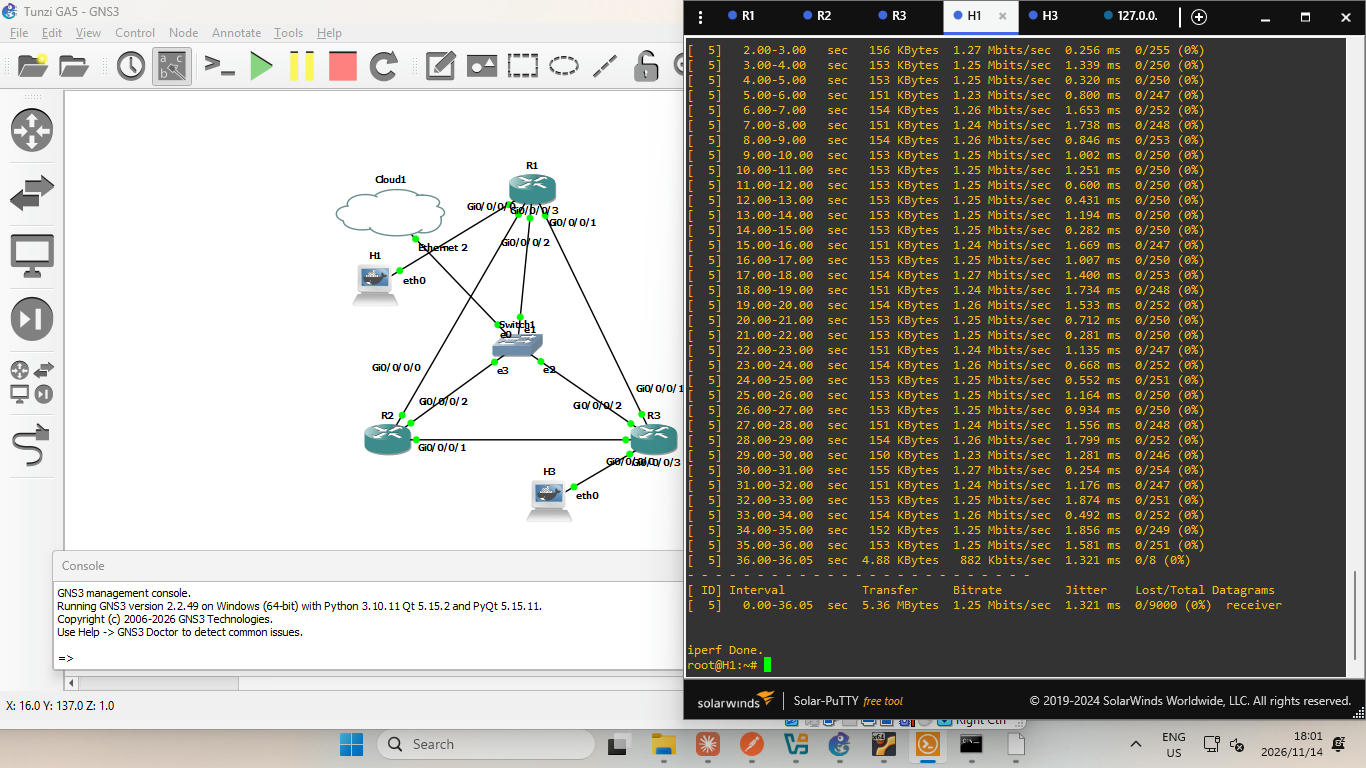 Tunzi GA5 - GNS3
File Edit View Control Node Annotate Tools Help
Cloud1
R1
Gi0/0/0/0
Gi0/0/0/3
Gi0/0/0/1
Ethernet 2
Gi0/0/0/2
H1
eth0
Switch1
e0
e1
e3
e2
Gi0/0/0/0
Gi0/0/0/1
Gi0/0/0/2
Gi0/0/0/2
R2
R3
Gi0/0/0/1
Gi0/0/0/3
H3
eth0
Console
GNS3 management console.
Running GNS3 version 2.2.49 on Windows (64-bit) with Python 3.10.11 Qt 5.15.2 and PyQt 5.15.11.
Copyright (c) 2006-2026 GNS3 Technologies.
Use Help -> GNS3 Doctor to detect common issues.
=>
X: 16.0 Y: 137.0 Z: 1.0
R1 R2 R3 H1 H3 127.0.0.
[ 5] 2.00-3.00 sec 156 KBytes 1.27 Mbits/sec 0.256 ms 0/255 (0%)
[ 5] 3.00-4.00 sec 153 KBytes 1.25 Mbits/sec 1.339 ms 0/250 (0%)
[ 5] 4.00-5.00 sec 153 KBytes 1.25 Mbits/sec 0.320 ms 0/250 (0%)
[ 5] 5.00-6.00 sec 151 KBytes 1.23 Mbits/sec 0.800 ms 0/247 (0%)
[ 5] 6.00-7.00 sec 154 KBytes 1.26 Mbits/sec 1.653 ms 0/252 (0%)
[ 5] 7.00-8.00 sec 151 KBytes 1.24 Mbits/sec 1.738 ms 0/248 (0%)
[ 5] 8.00-9.00 sec 154 KBytes 1.26 Mbits/sec 0.846 ms 0/253 (0%)
[ 5] 9.00-10.00 sec 153 KBytes 1.25 Mbits/sec 1.002 ms 0/250 (0%)
[ 5] 10.00-11.00 sec 153 KBytes 1.25 Mbits/sec 1.251 ms 0/250 (0%)
[ 5] 11.00-12.00 sec 153 KBytes 1.25 Mbits/sec 0.600 ms 0/250 (0%)
[ 5] 12.00-13.00 sec 153 KBytes 1.25 Mbits/sec 0.431 ms 0/250 (0%)
[ 5] 13.00-14.00 sec 153 KBytes 1.25 Mbits/sec 1.194 ms 0/250 (0%)
[ 5] 14.00-15.00 sec 153 KBytes 1.25 Mbits/sec 0.282 ms 0/250 (0%)
[ 5] 15.00-16.00 sec 151 KBytes 1.24 Mbits/sec 1.669 ms 0/247 (0%)
[ 5] 16.00-17.00 sec 153 KBytes 1.25 Mbits/sec 1.007 ms 0/250 (0%)
[ 5] 17.00-18.00 sec 154 KBytes 1.27 Mbits/sec 1.400 ms 0/253 (0%)
[ 5] 18.00-19.00 sec 151 KBytes 1.24 Mbits/sec 1.734 ms 0/248 (0%)
[ 5] 19.00-20.00 sec 154 KBytes 1.26 Mbits/sec 1.533 ms 0/252 (0%)
[ 5] 20.00-21.00 sec 153 KBytes 1.25 Mbits/sec 0.712 ms 0/250 (0%)
[ 5] 21.00-22.00 sec 153 KBytes 1.25 Mbits/sec 0.281 ms 0/250 (0%)
[ 5] 22.00-23.00 sec 151 KBytes 1.24 Mbits/sec 1.135 ms 0/247 (0%)
[ 5] 23.00-24.00 sec 154 KBytes 1.26 Mbits/sec 0.668 ms 0/252 (0%)
[ 5] 24.00-25.00 sec 153 KBytes 1.25 Mbits/sec 0.552 ms 0/251 (0%)
[ 5] 25.00-26.00 sec 153 KBytes 1.25 Mbits/sec 1.164 ms 0/250 (0%)
[ 5] 26.00-27.00 sec 153 KBytes 1.25 Mbits/sec 0.934 ms 0/250 (0%)
[ 5] 27.00-28.00 sec 151 KBytes 1.24 Mbits/sec 1.556 ms 0/248 (0%)
[ 5] 28.00-29.00 sec 154 KBytes 1.26 Mbits/sec 1.799 ms 0/252 (0%)
[ 5] 29.00-30.00 sec 150 KBytes 1.23 Mbits/sec 1.281 ms 0/246 (0%)
[ 5] 30.00-31.00 sec 155 KBytes 1.27 Mbits/sec 0.254 ms 0/254 (0%)
[ 5] 31.00-32.00 sec 151 KBytes 1.24 Mbits/sec 1.176 ms 0/247 (0%)
[ 5] 32.00-33.00 sec 153 KBytes 1.25 Mbits/sec 1.874 ms 0/251 (0%)
[ 5] 33.00-34.00 sec 154 KBytes 1.26 Mbits/sec 0.492 ms 0/252 (0%)
[ 5] 34.00-35.00 sec 152 KBytes 1.25 Mbits/sec 1.856 ms 0/249 (0%)
[ 5] 35.00-36.00 sec 153 KBytes 1.25 Mbits/sec 1.581 ms 0/251 (0%)
[ 5] 36.00-36.05 sec 4.88 KBytes 882 Kbits/sec 1.321 ms 0/8 (0%)
- - - - - - - - - - - - - - - - - - - - - - - - -
[ ID] Interval Transfer Bitrate Jitter Lost/Total Datagrams
[ 5] 0.00-36.05 sec 5.36 MBytes 1.25 Mbits/sec 1.321 ms 0/9000 (0%) receiver
iperf Done.
root@H1:~#
solarwinds Solar-PuTTY free tool © 2019-2024 SolarWinds Worldwide, LLC. All rights reserved.
Right Ctrl
Search
ENG
US
18:01
2026/11/14